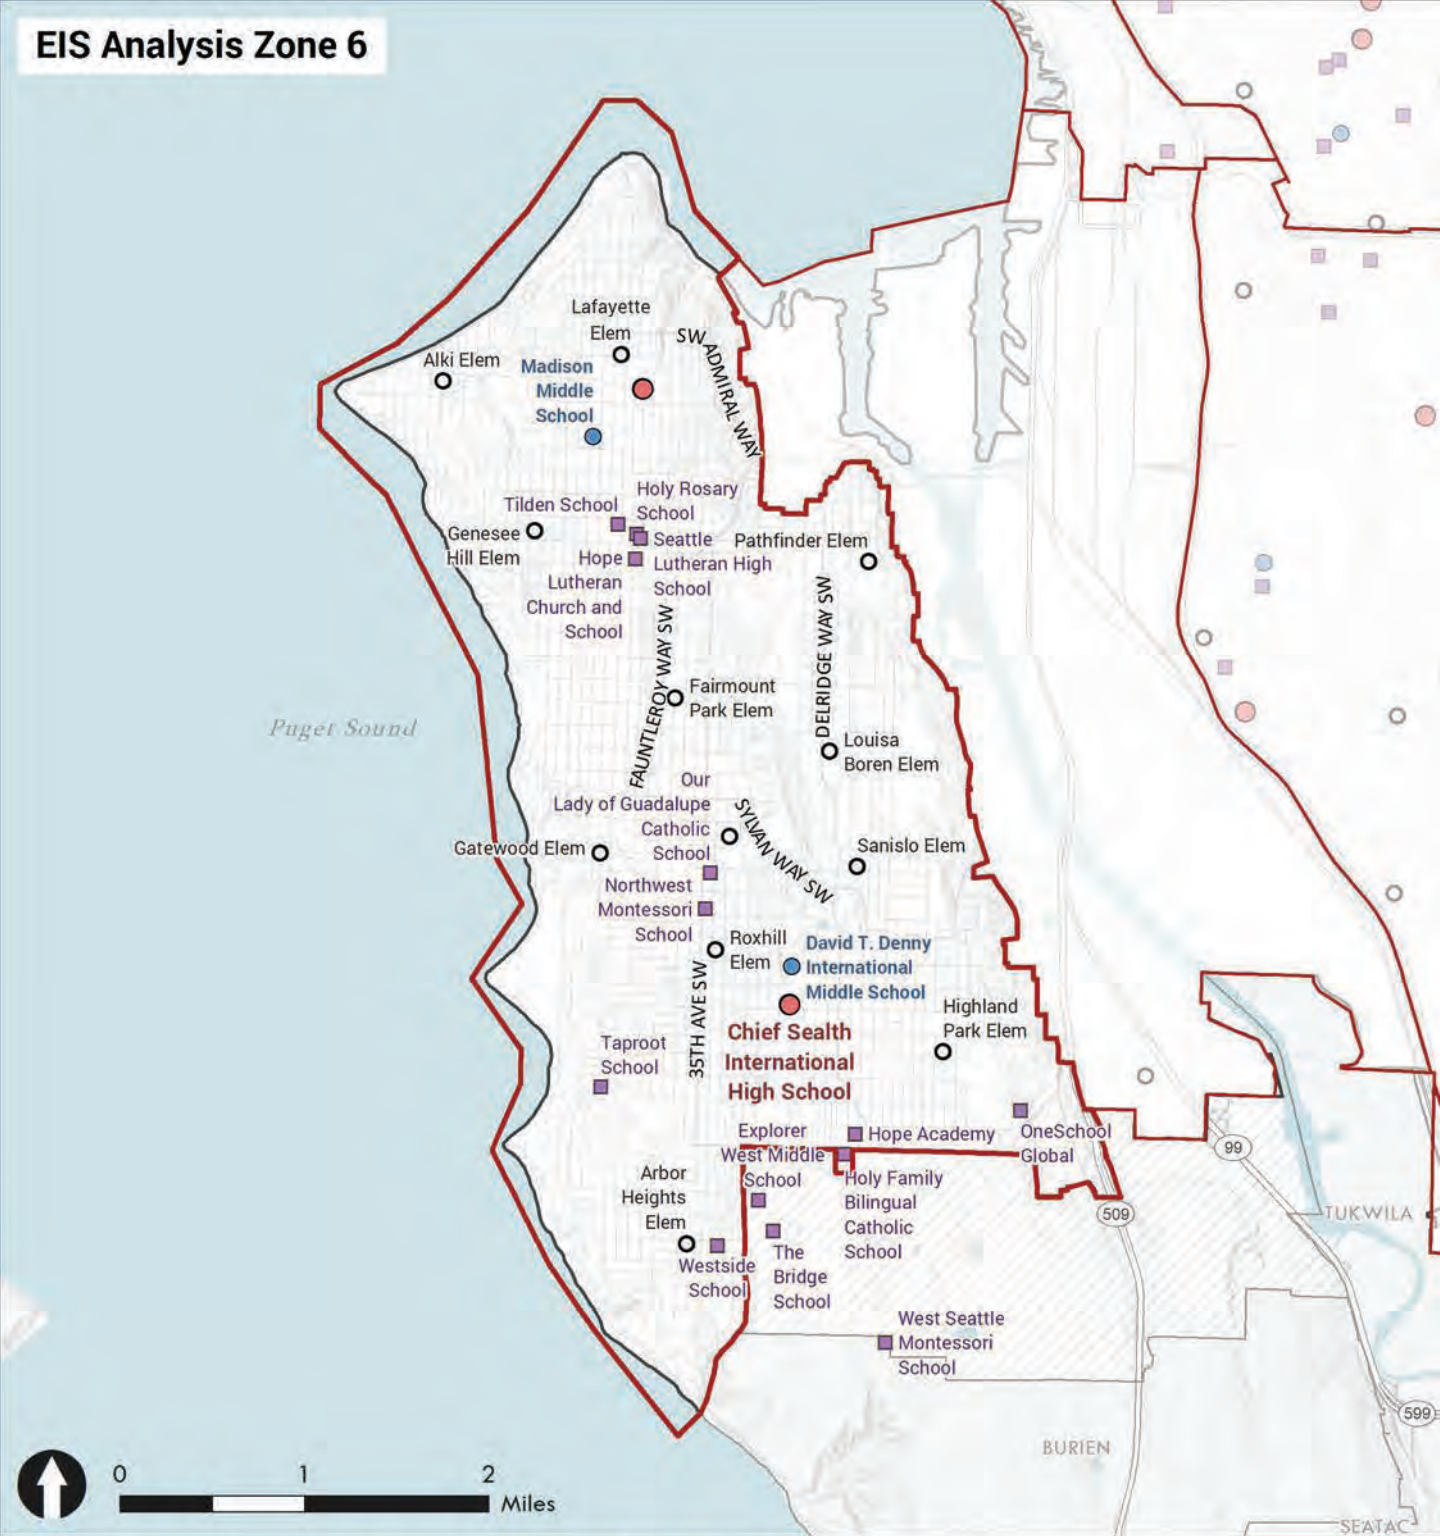 EIS Analysis Zone 6
Lafayette
Elem
SW ADMIRAL WAY
Alki Elem
Madison
Middle
School
Holy Rosary
School
Tilden School
Genesee
Hill Elem
Seattle
Lutheran High
School
Pathfinder Elem
Hope
Lutheran
Church and
School
DELRIDGE WAY SW
FAUNTLEROY WAY SW
Fairmount
Park Elem
Puget Sound
Louisa
Boren Elem
Our
Lady of Guadalupe
Catholic
School
SYLVAN WAY SW
Gatewood Elem
Sanislo Elem
Northwest
Montessori
School
Roxhill
Elem
David T. Denny
International
Middle School
35TH AVE SW
Highland
Park Elem
Chief Sealth
International
High School
Taproot
School
Explorer
West Middle
School
Hope Academy
OneSchool
Global
99
Arbor
Heights
Elem
Holy Family
Bilingual
Catholic
School
509
TUKWILA
Westside
School
The
Bridge
School
West Seattle
Montessori
School
599
BURIEN
0 1 2
Miles
SEATAC